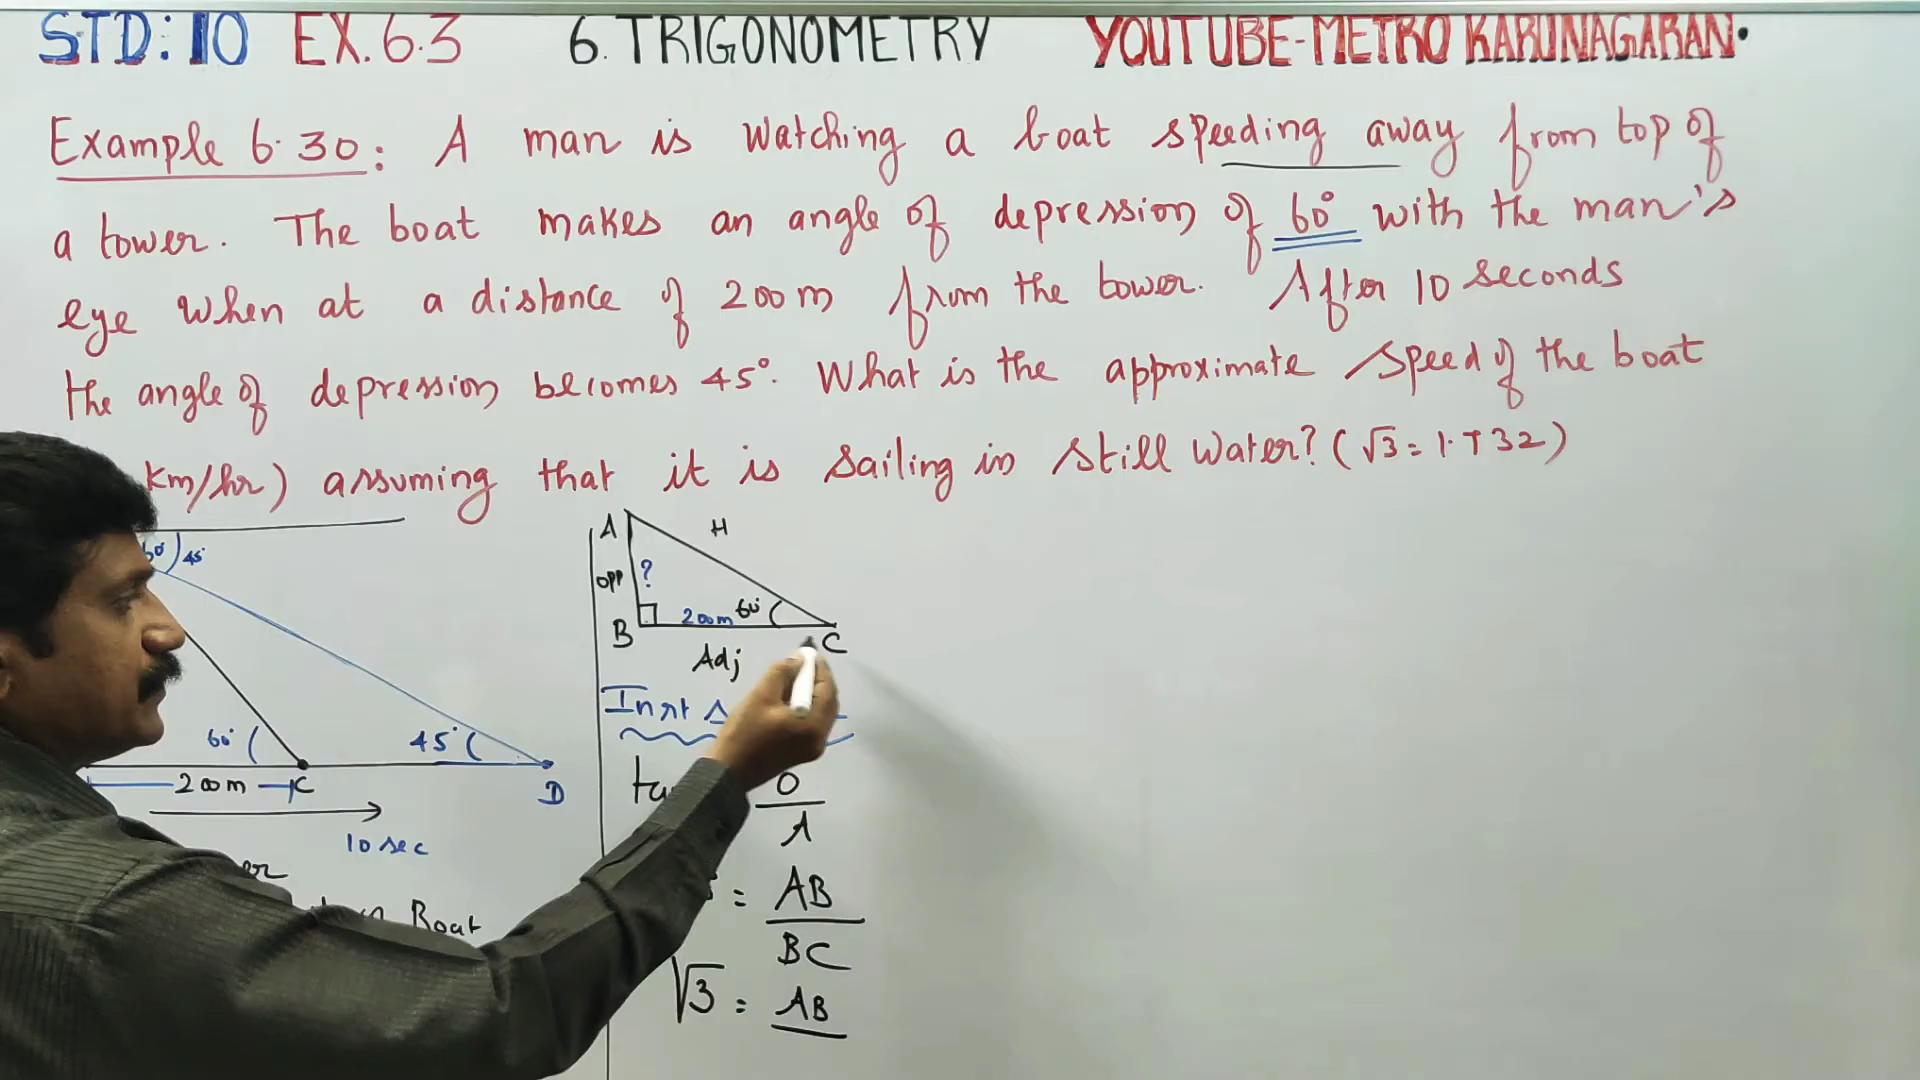 STD: 10 EX. 6.3 6. TRIGONOMETRY YOUTUBE-METRO KARUNAGARAN.
Example 6.30: A man is watching a boat speeding away from top of
a tower. The boat makes an angle of depression of 60° with the man's
eye when at a distance of 200m from the tower. After 10 seconds
the angle of depression becomes 45°. What is the approximate speed of the boat
km/hr) assuming that it is sailing in still water? (√3 = 1.732)
60° 45°
60° 45°
200m C D
10 sec
Boat
A H
opp ?
200m 60°
B C
Adj
In rt Δ
O
A
= AB
BC
√3 = AB